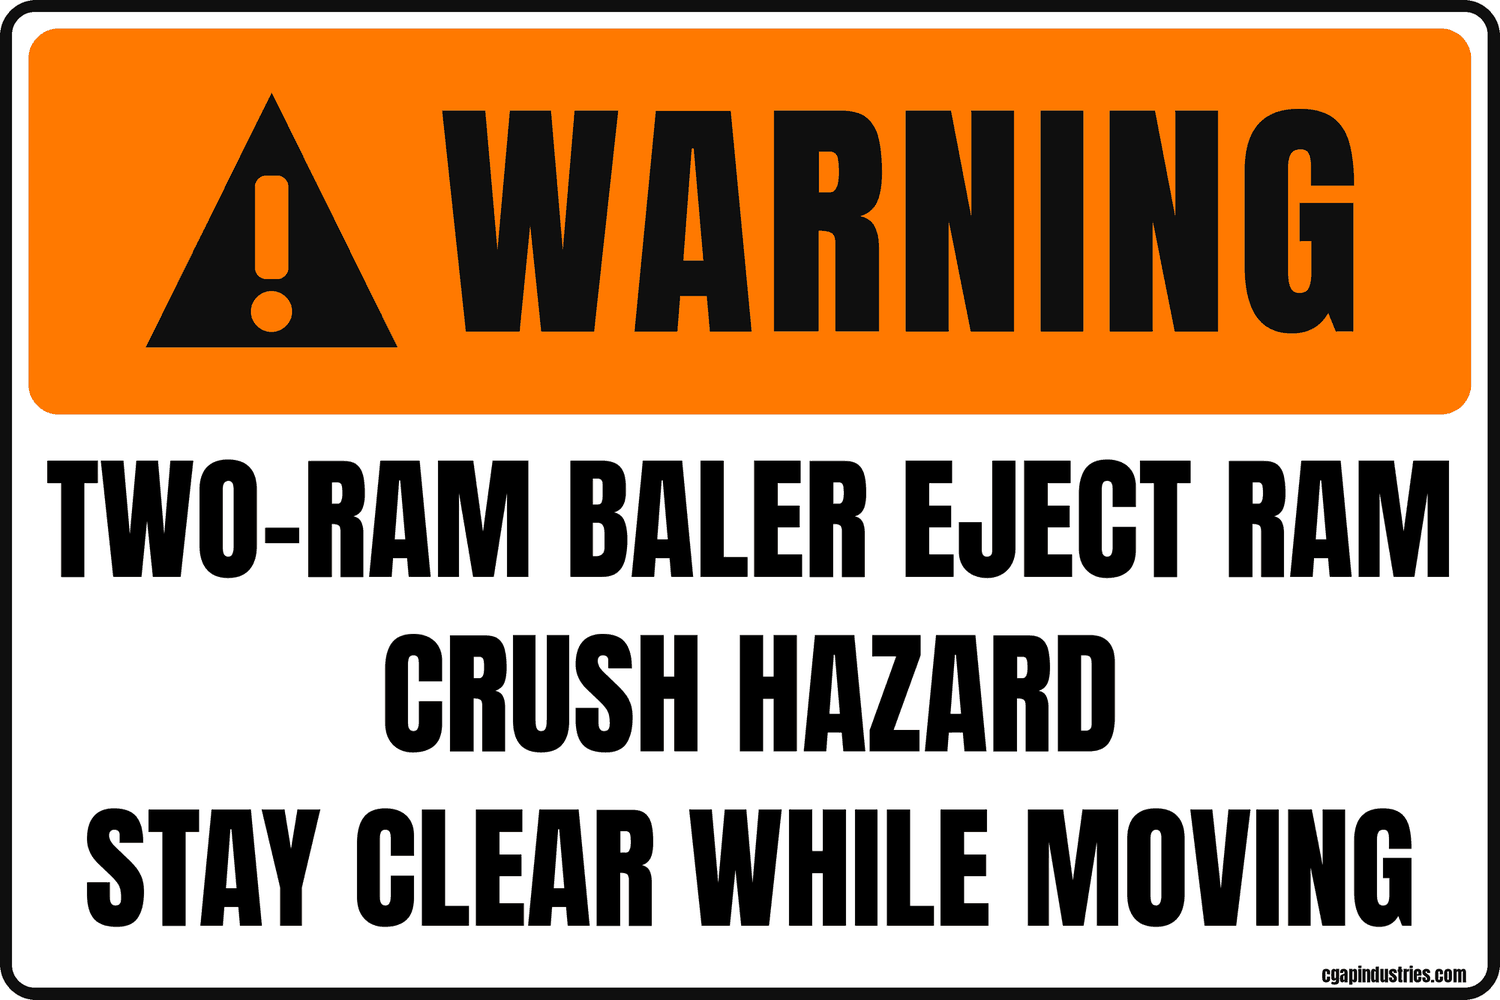 WARNING
TWO-RAM BALER EJECT RAM
CRUSH HAZARD
STAY CLEAR WHILE MOVING
cgapindustries.com